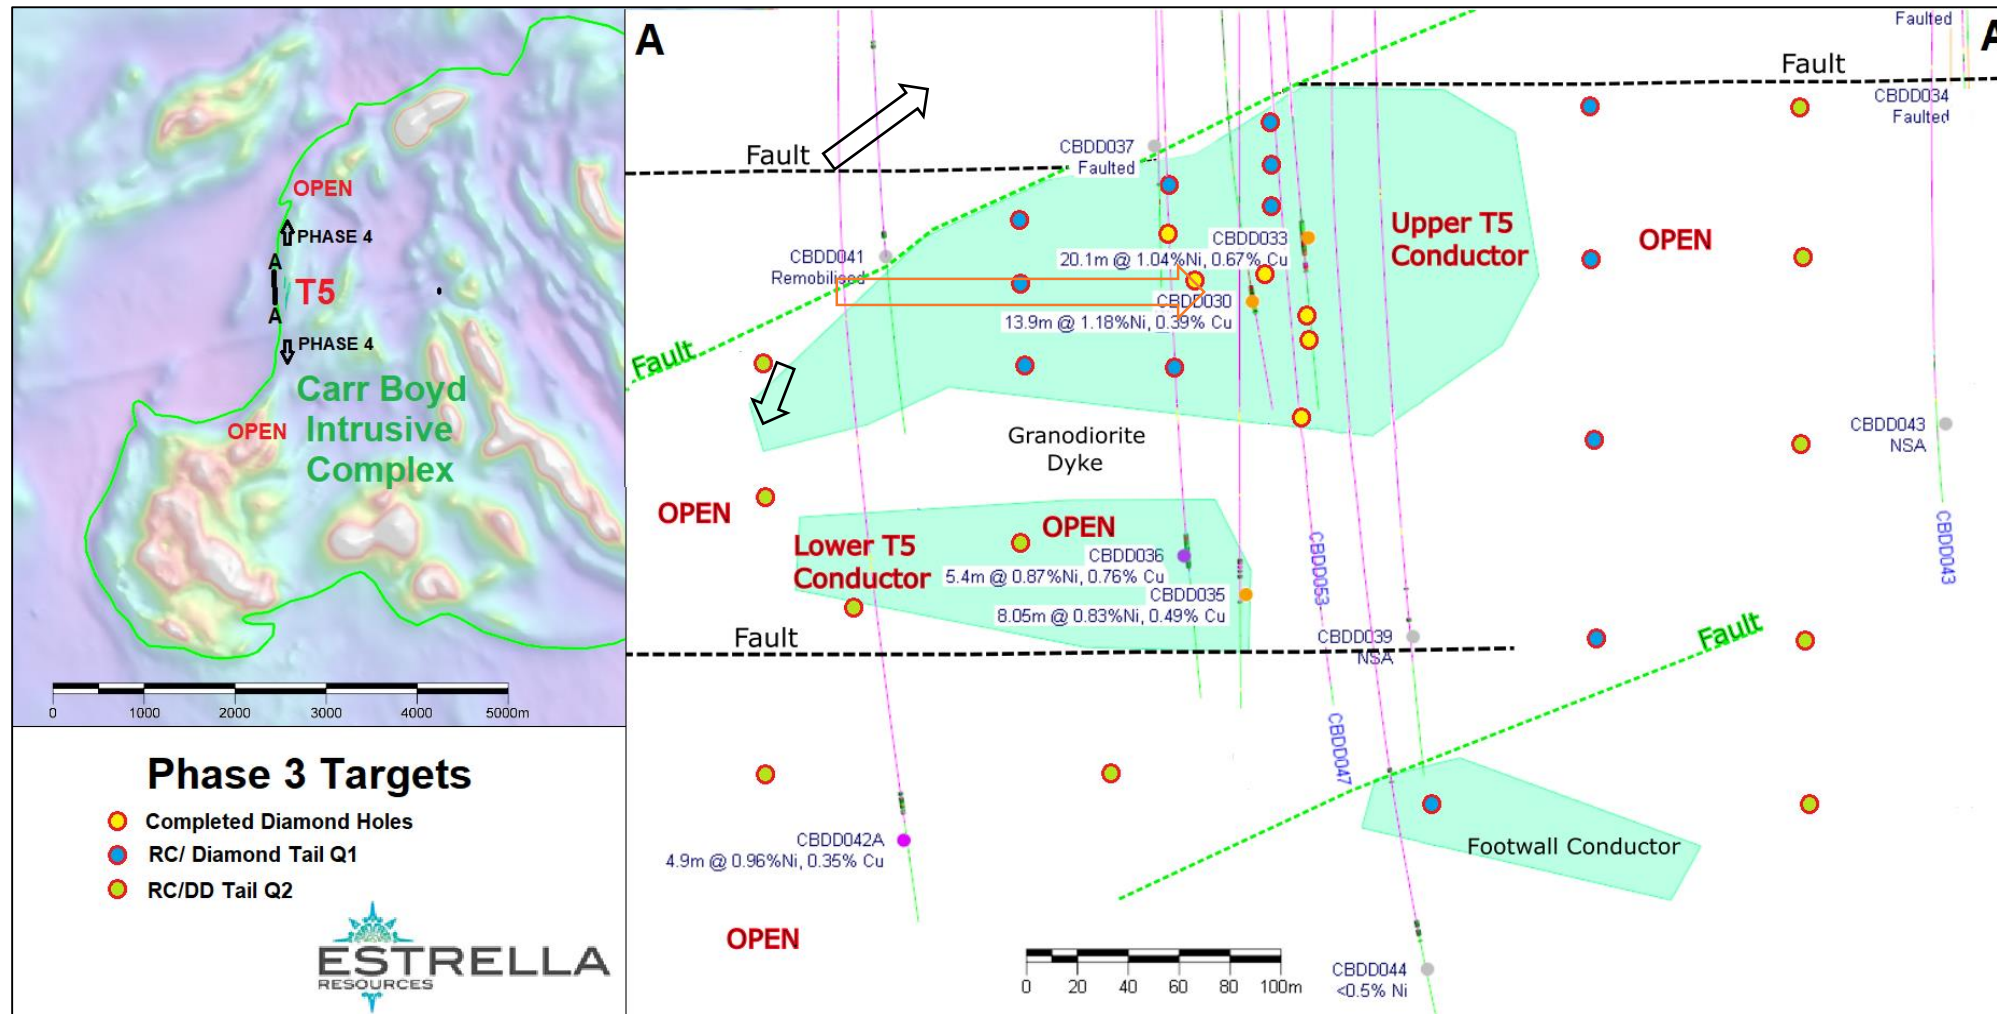 OPEN
PHASE 4
A
T5
A
PHASE 4
Carr Boyd
Intrusive
Complex
OPEN
0 1000 2000 3000 4000 5000m
Phase 3 Targets
Completed Diamond Holes
RC/ Diamond Tail Q1
RC/DD Tail Q2
ESTRELLA
RESOURCES
A
A
Faulted
Fault
CBDD034
Faulted
Fault
CBDD037
Faulted
CBDD041
Remobilised
CBDD033
20.1m @ 1.04%Ni, 0.67% Cu
CBDD030
13.9m @ 1.18%Ni, 0.39% Cu
Upper T5
Conductor
OPEN
Fault
Granodiorite
Dyke
CBDD043
NSA
CBDD043
OPEN
Lower T5
Conductor
OPEN
CBDD036
5.4m @ 0.87%Ni, 0.76% Cu
CBDD035
8.05m @ 0.83%Ni, 0.49% Cu
CBDD053
Fault
CBDD039
NSA
Fault
CBDD047
CBDD042A
4.9m @ 0.96%Ni, 0.35% Cu
Footwall Conductor
OPEN
0 20 40 60 80 100m
CBDD044
<0.5% Ni